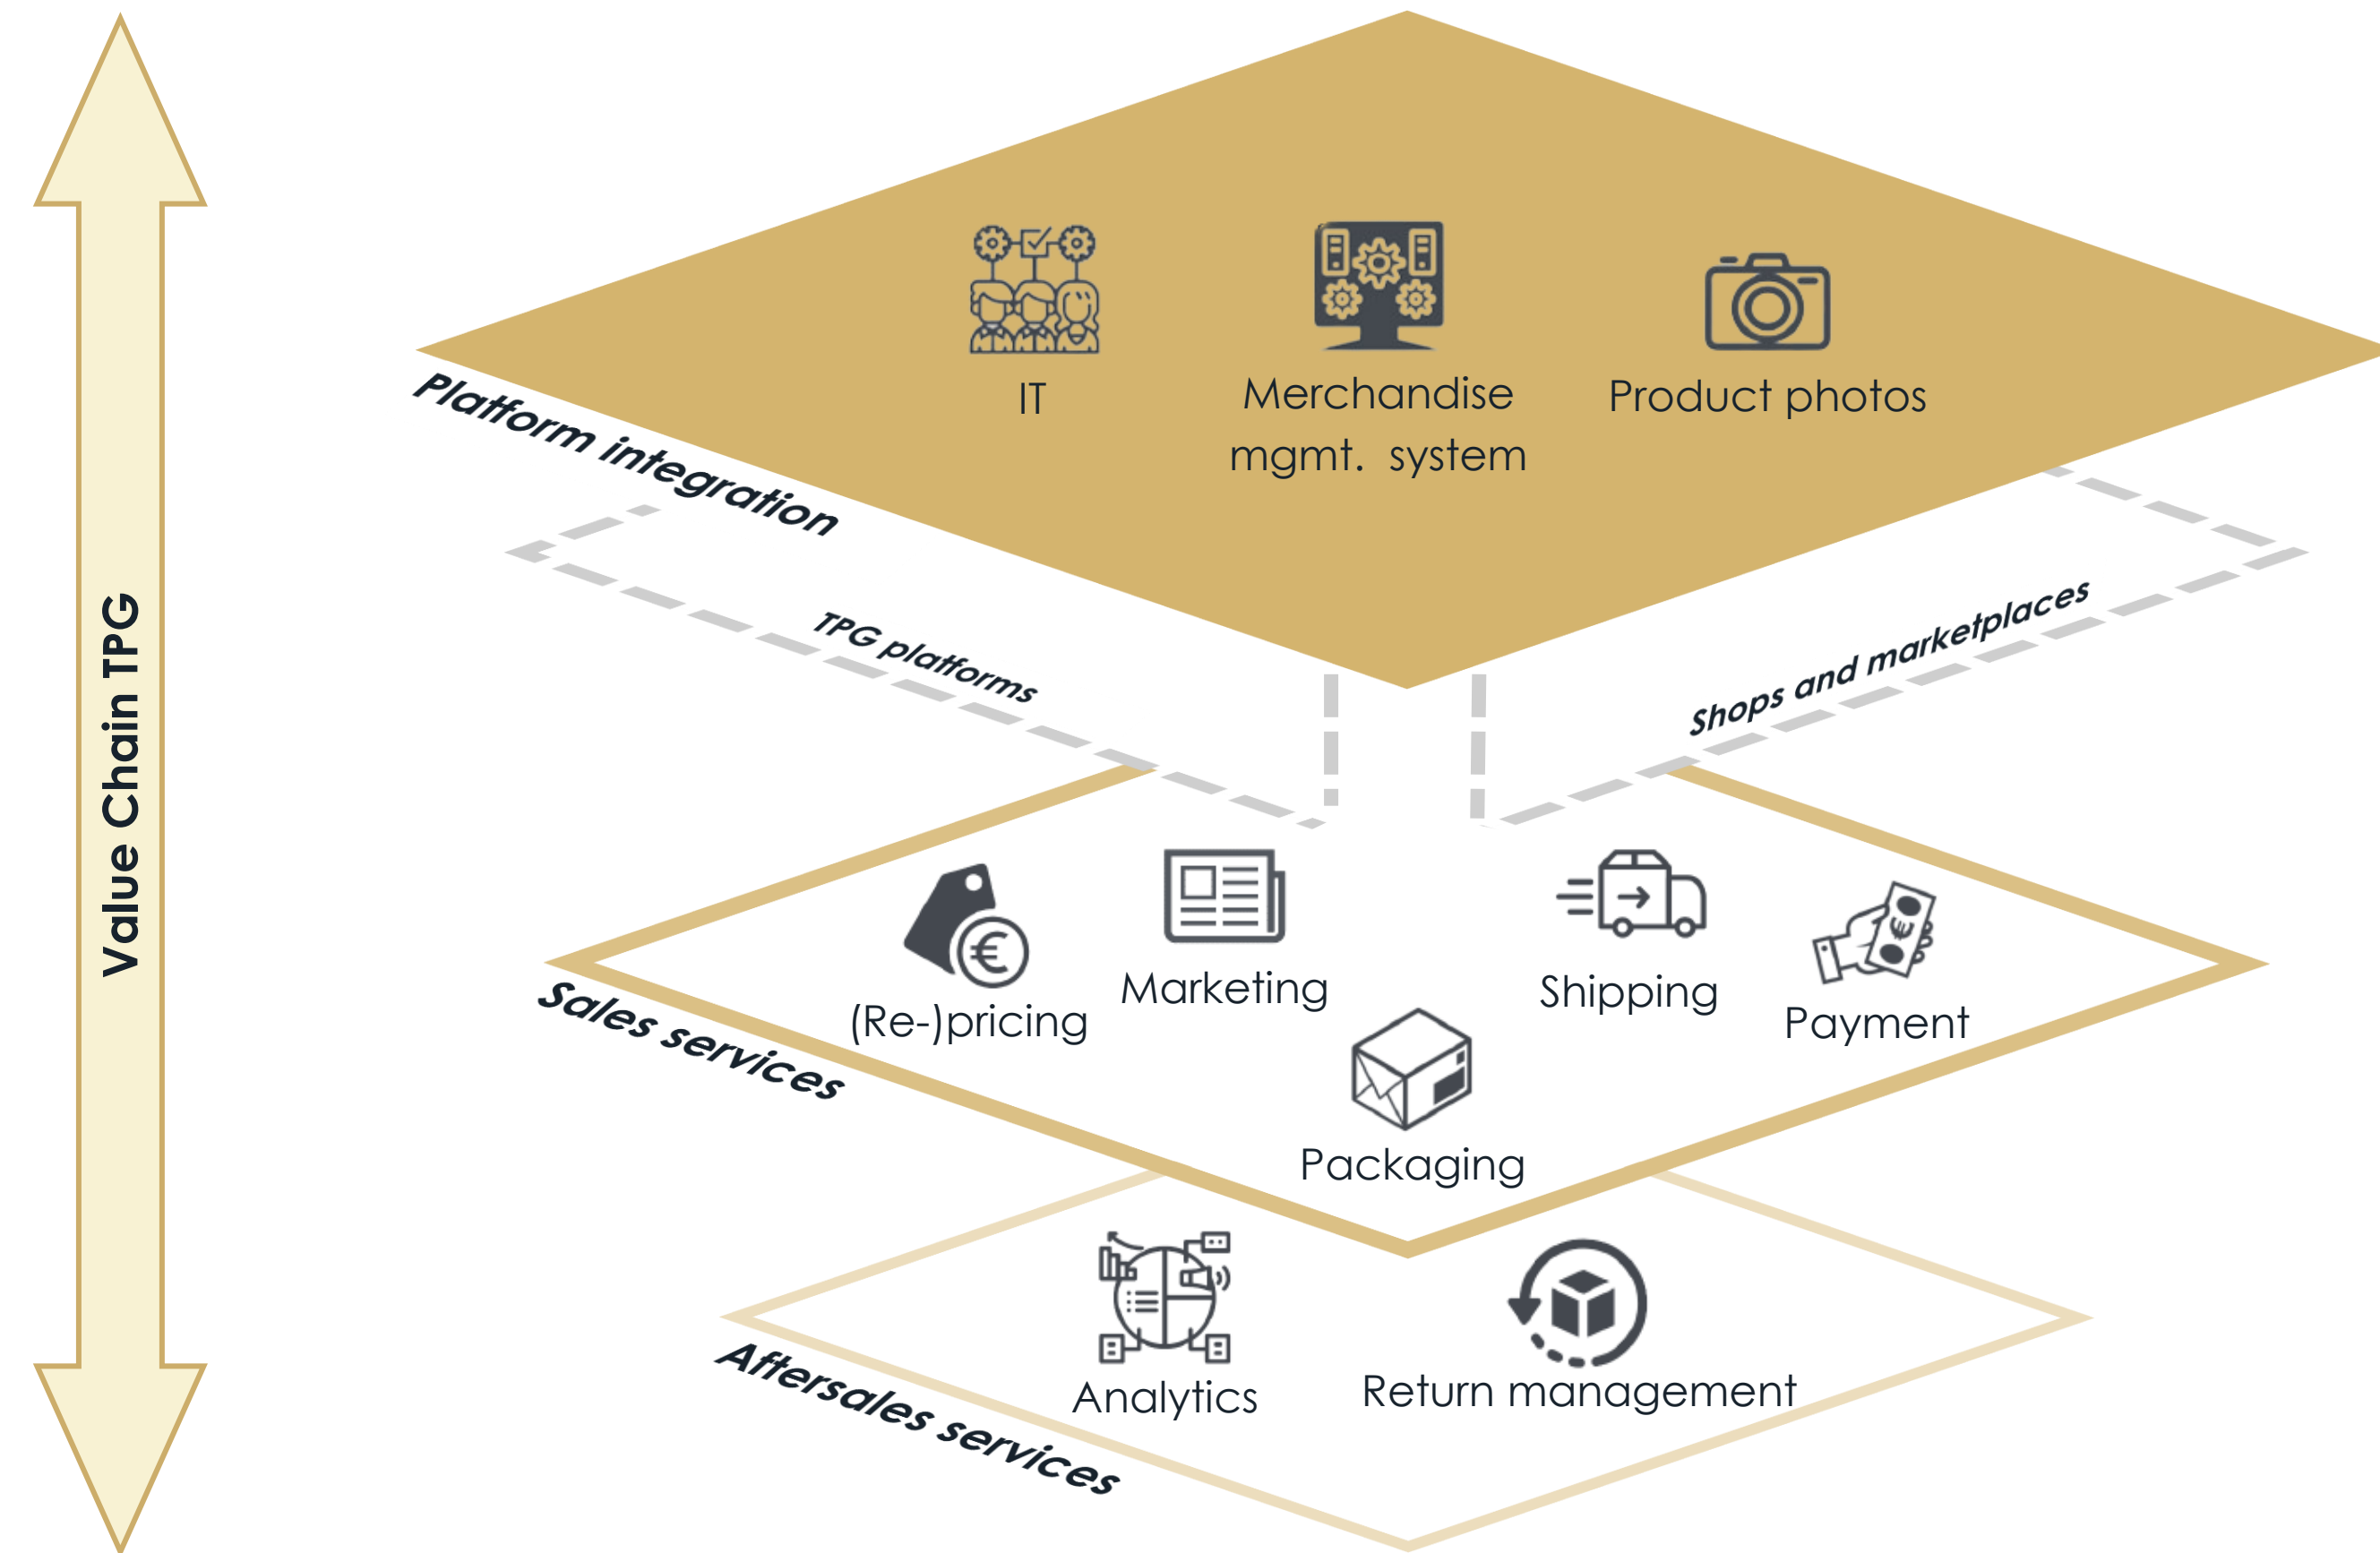 Value Chain TPG
IT
Merchandise
mgmt. system
Product photos
Platform integration
TPG platforms
Shops and marketplaces
(Re-)pricing
Marketing
Shipping
Payment
Packaging
Sales services
Analytics
Return management
Aftersales services